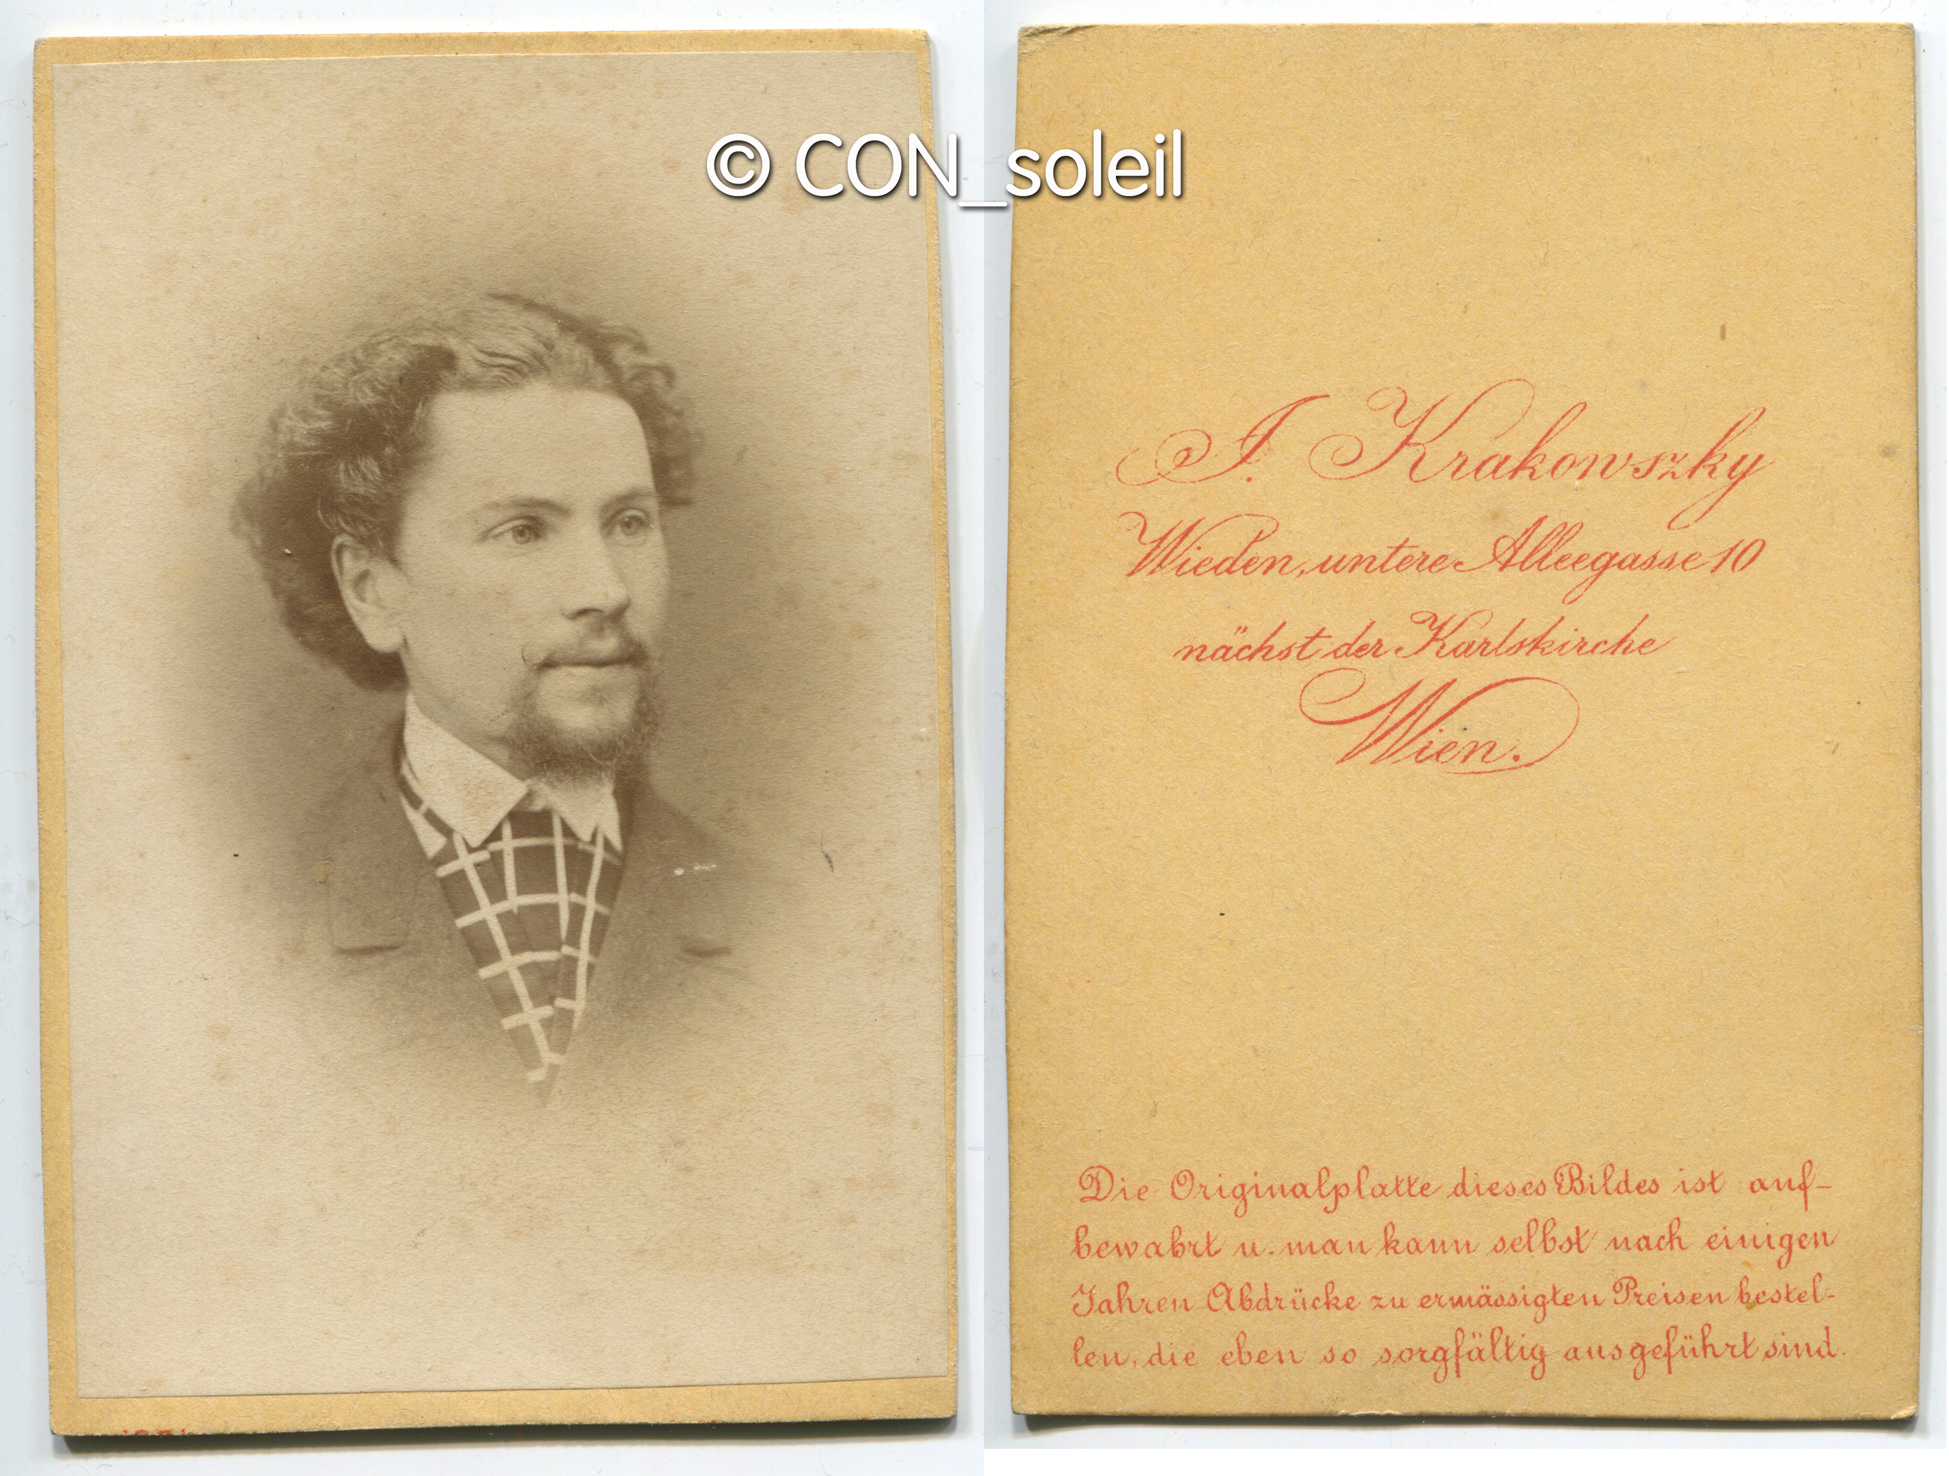 © CON_soleil
I. Krakowszky
Wieden, untere Alleegasse 10
nächst der Karlskirche
Wien.
Die Originalplatte dieses Bildes ist auf-
bewahrt u. man kann selbst nach einigen
Jahren Abdrücke zu ermässigten Preisen bestel-
len, die eben so sorgfältig ausgeführt sind.